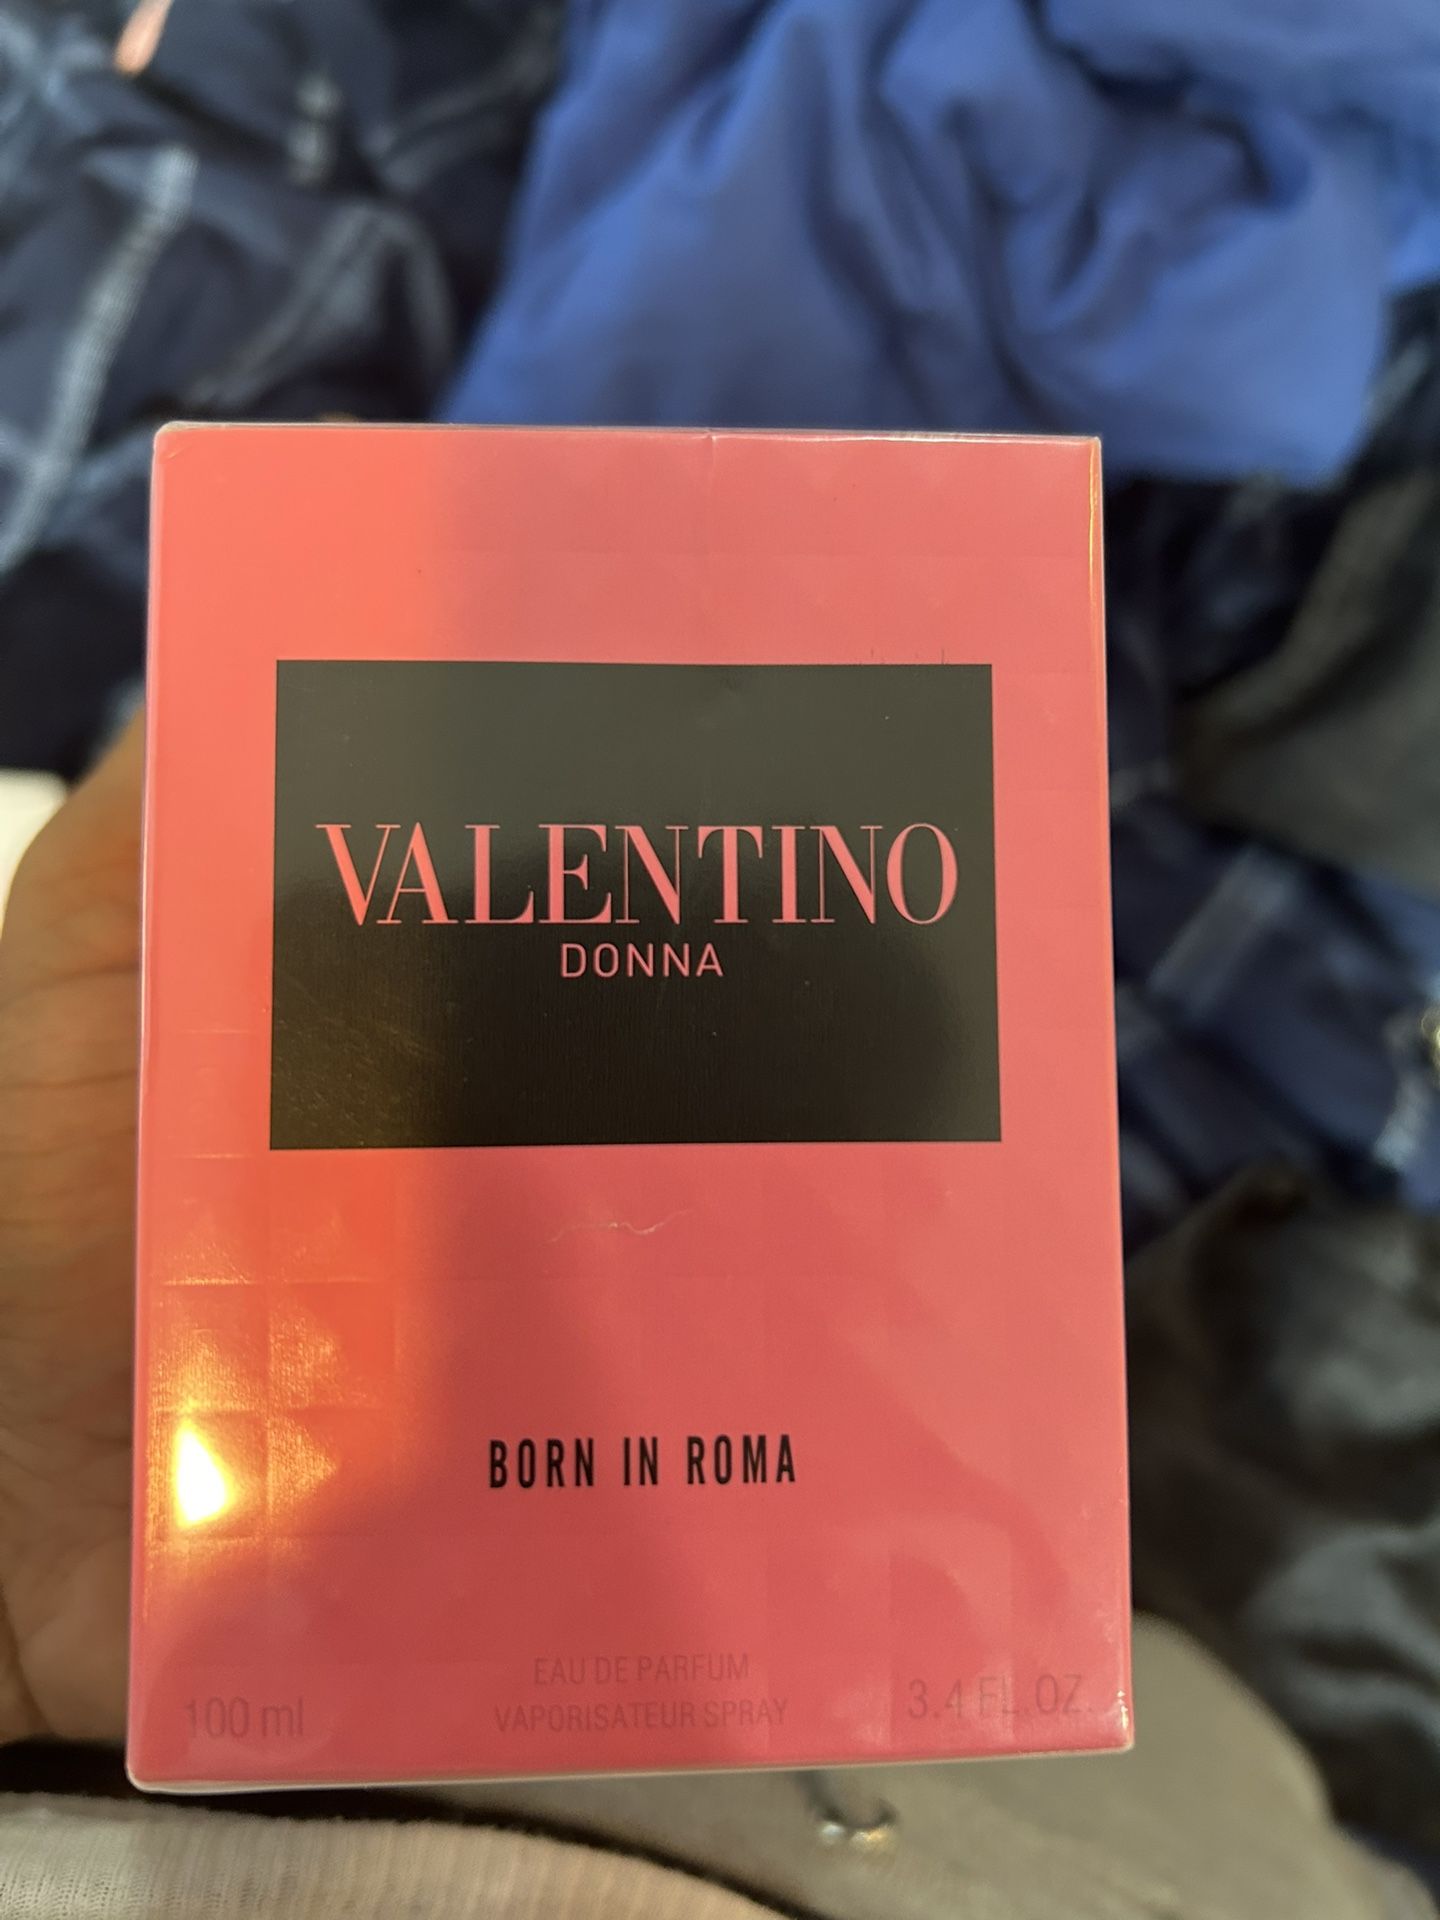 VALENTINO
DONNA
BORN IN ROMA
EAU DE PARFUM
VAPORISATEUR SPRAY
100 ml
3.4 FL.OZ.